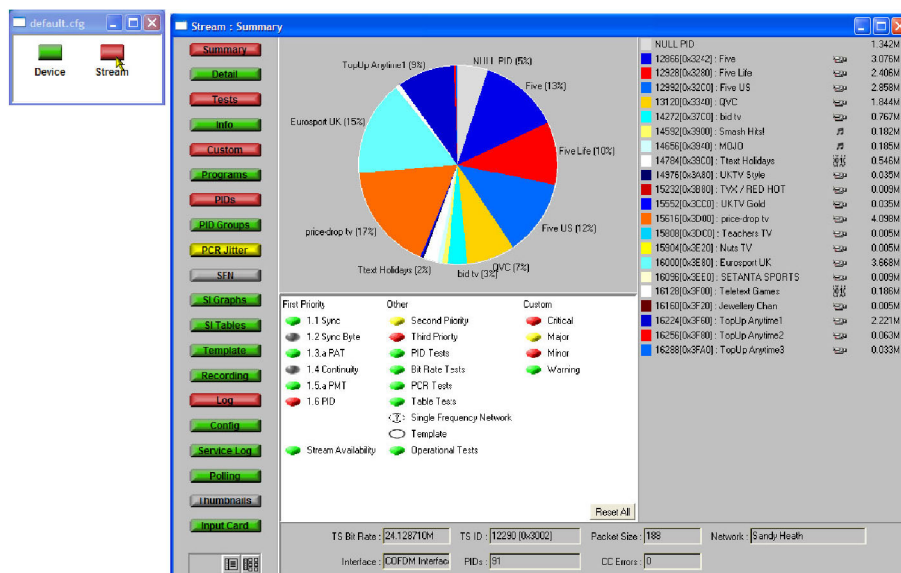 default.cfg
Device
Stream
Stream : Summary
Summary
Detail
Tests
Info
Custom
Programs
PIDs
PID Groups
PCR Jitter
SFN
SI Graphs
SI Tables
Template
Recording
Log
Config
Service Log
Polling
Thumbnails
Input Card
TopUp Anytime1 (9%)
NULL PID (5%)
Five (13%)
Eurosport UK (15%)
Five Life (10%)
Five US (12%)
price-drop tv (17%)
Ttext Holidays (2%)
bid tv (3%)
QVC (7%)
NULL PID 1.342M
12866[0x3242] : Five 3.076M
12928[0x3280] : Five Life 2.406M
12992[0x32C0] : Five US 2.858M
13120[0x3340] : QVC 1.844M
14272[0x37C0] : bid tv 0.767M
14592[0x3900] : Smash Hits! 0.182M
14656[0x3940] : MOJO 0.185M
14784[0x39C0] : Ttext Holidays 0.546M
14976[0x3A80] : UKTV Style 0.035M
15232[0x3B80] : TVX / RED HOT 0.009M
15552[0x3CC0] : UKTV Gold 0.035M
15616[0x3D00] : price-drop tv 4.098M
15808[0x3DC0] : Teachers TV 0.005M
15904[0x3E20] : Nuts TV 0.005M
16000[0x3E80] : Eurosport UK 3.668M
16096[0x3EE0] : SETANTA SPORTS 0.009M
16128[0x3F00] : Teletext Games 0.186M
16160[0x3F20] : Jewellery Chan 0.005M
16224[0x3F60] : TopUp Anytime1 2.221M
16256[0x3F80] : TopUp Anytime2 0.063M
16288[0x3FA0] : TopUp Anytime3 0.033M
First Priority
1.1 Sync
1.2 Sync Byte
1.3.a PAT
1.4 Continuity
1.5.a PMT
1.6 PID
Stream Availability
Other
Second Priority
Third Priority
PID Tests
Bit Rate Tests
PCR Tests
Table Tests
Single Frequency Network
Template
Operational Tests
Custom
Critical
Major
Minor
Warning
Reset All
TS Bit Rate : 24.128710M TS ID : 12290 (0x3002) Packet Size : 188 Network : Sandy Heath
Interface : COFDM Interfac PIDs : 91 CC Errors : 0